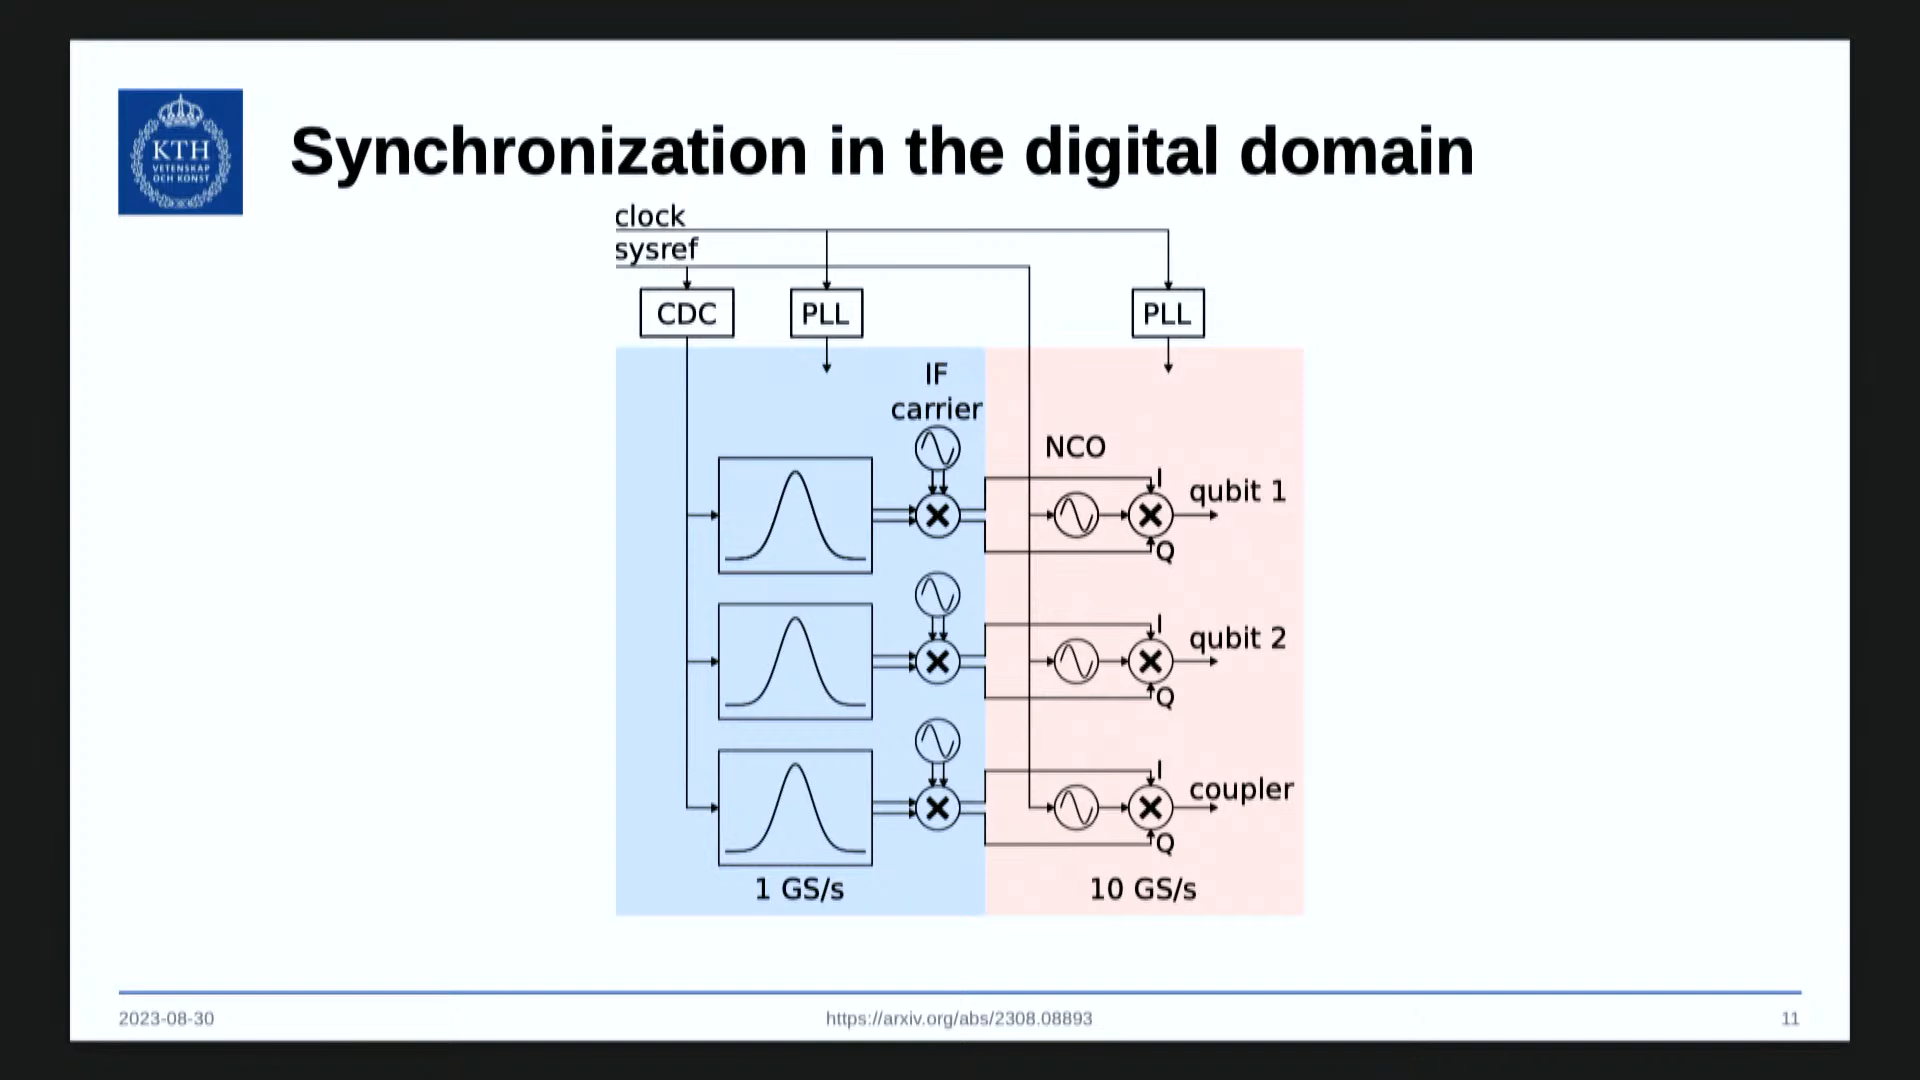 KTH
VETENSKAP
OCH KONST
Synchronization in the digital domain
clock
sysref
CDC
PLL
PLL
IF
carrier
NCO
I
qubit 1
Q
I
qubit 2
Q
I
coupler
Q
1 GS/s
10 GS/s
2023-08-30
https://arxiv.org/abs/2308.08893
11